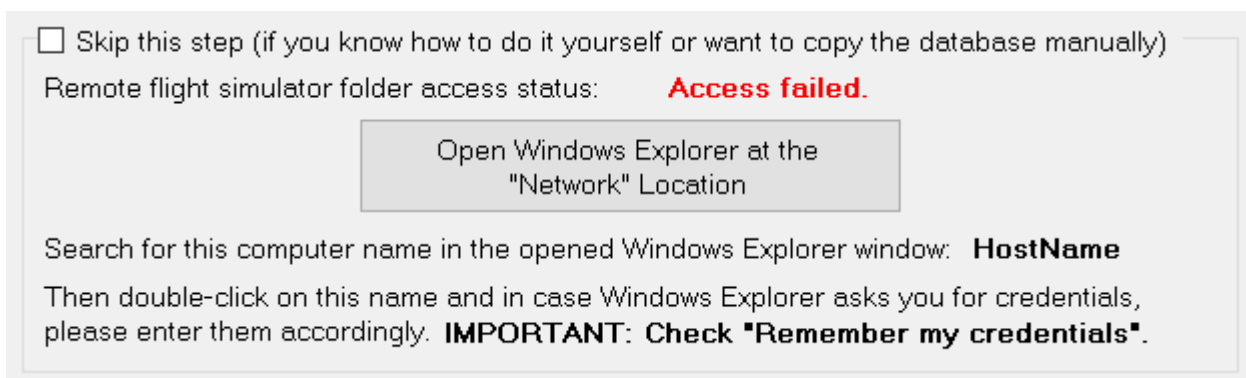 Skip this step (if you know how to do it yourself or want to copy the database manually)
Remote flight simulator folder access status: Access failed.
Open Windows Explorer at the
"Network" Location
Search for this computer name in the opened Windows Explorer window: HostName
Then double-click on this name and in case Windows Explorer asks you for credentials,
please enter them accordingly. IMPORTANT: Check "Remember my credentials".